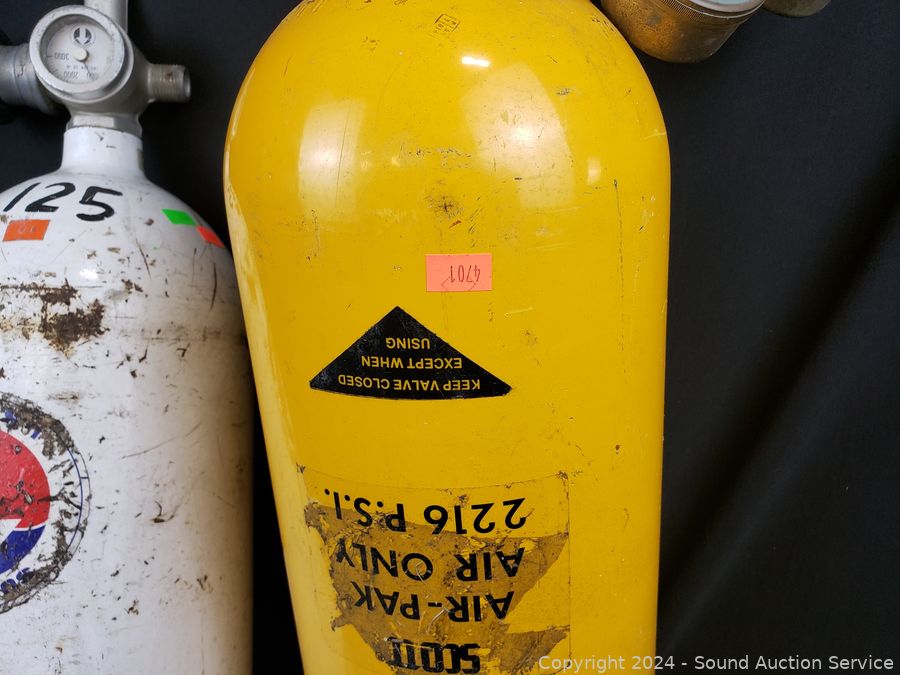 3000
125
4701
KEEP VALVE CLOSED
EXCEPT WHEN
USING
SCOTT
AIR-PAK
AIR ONLY
2216 P.S.I.
Copyright © 2024 - Sound Auction Service